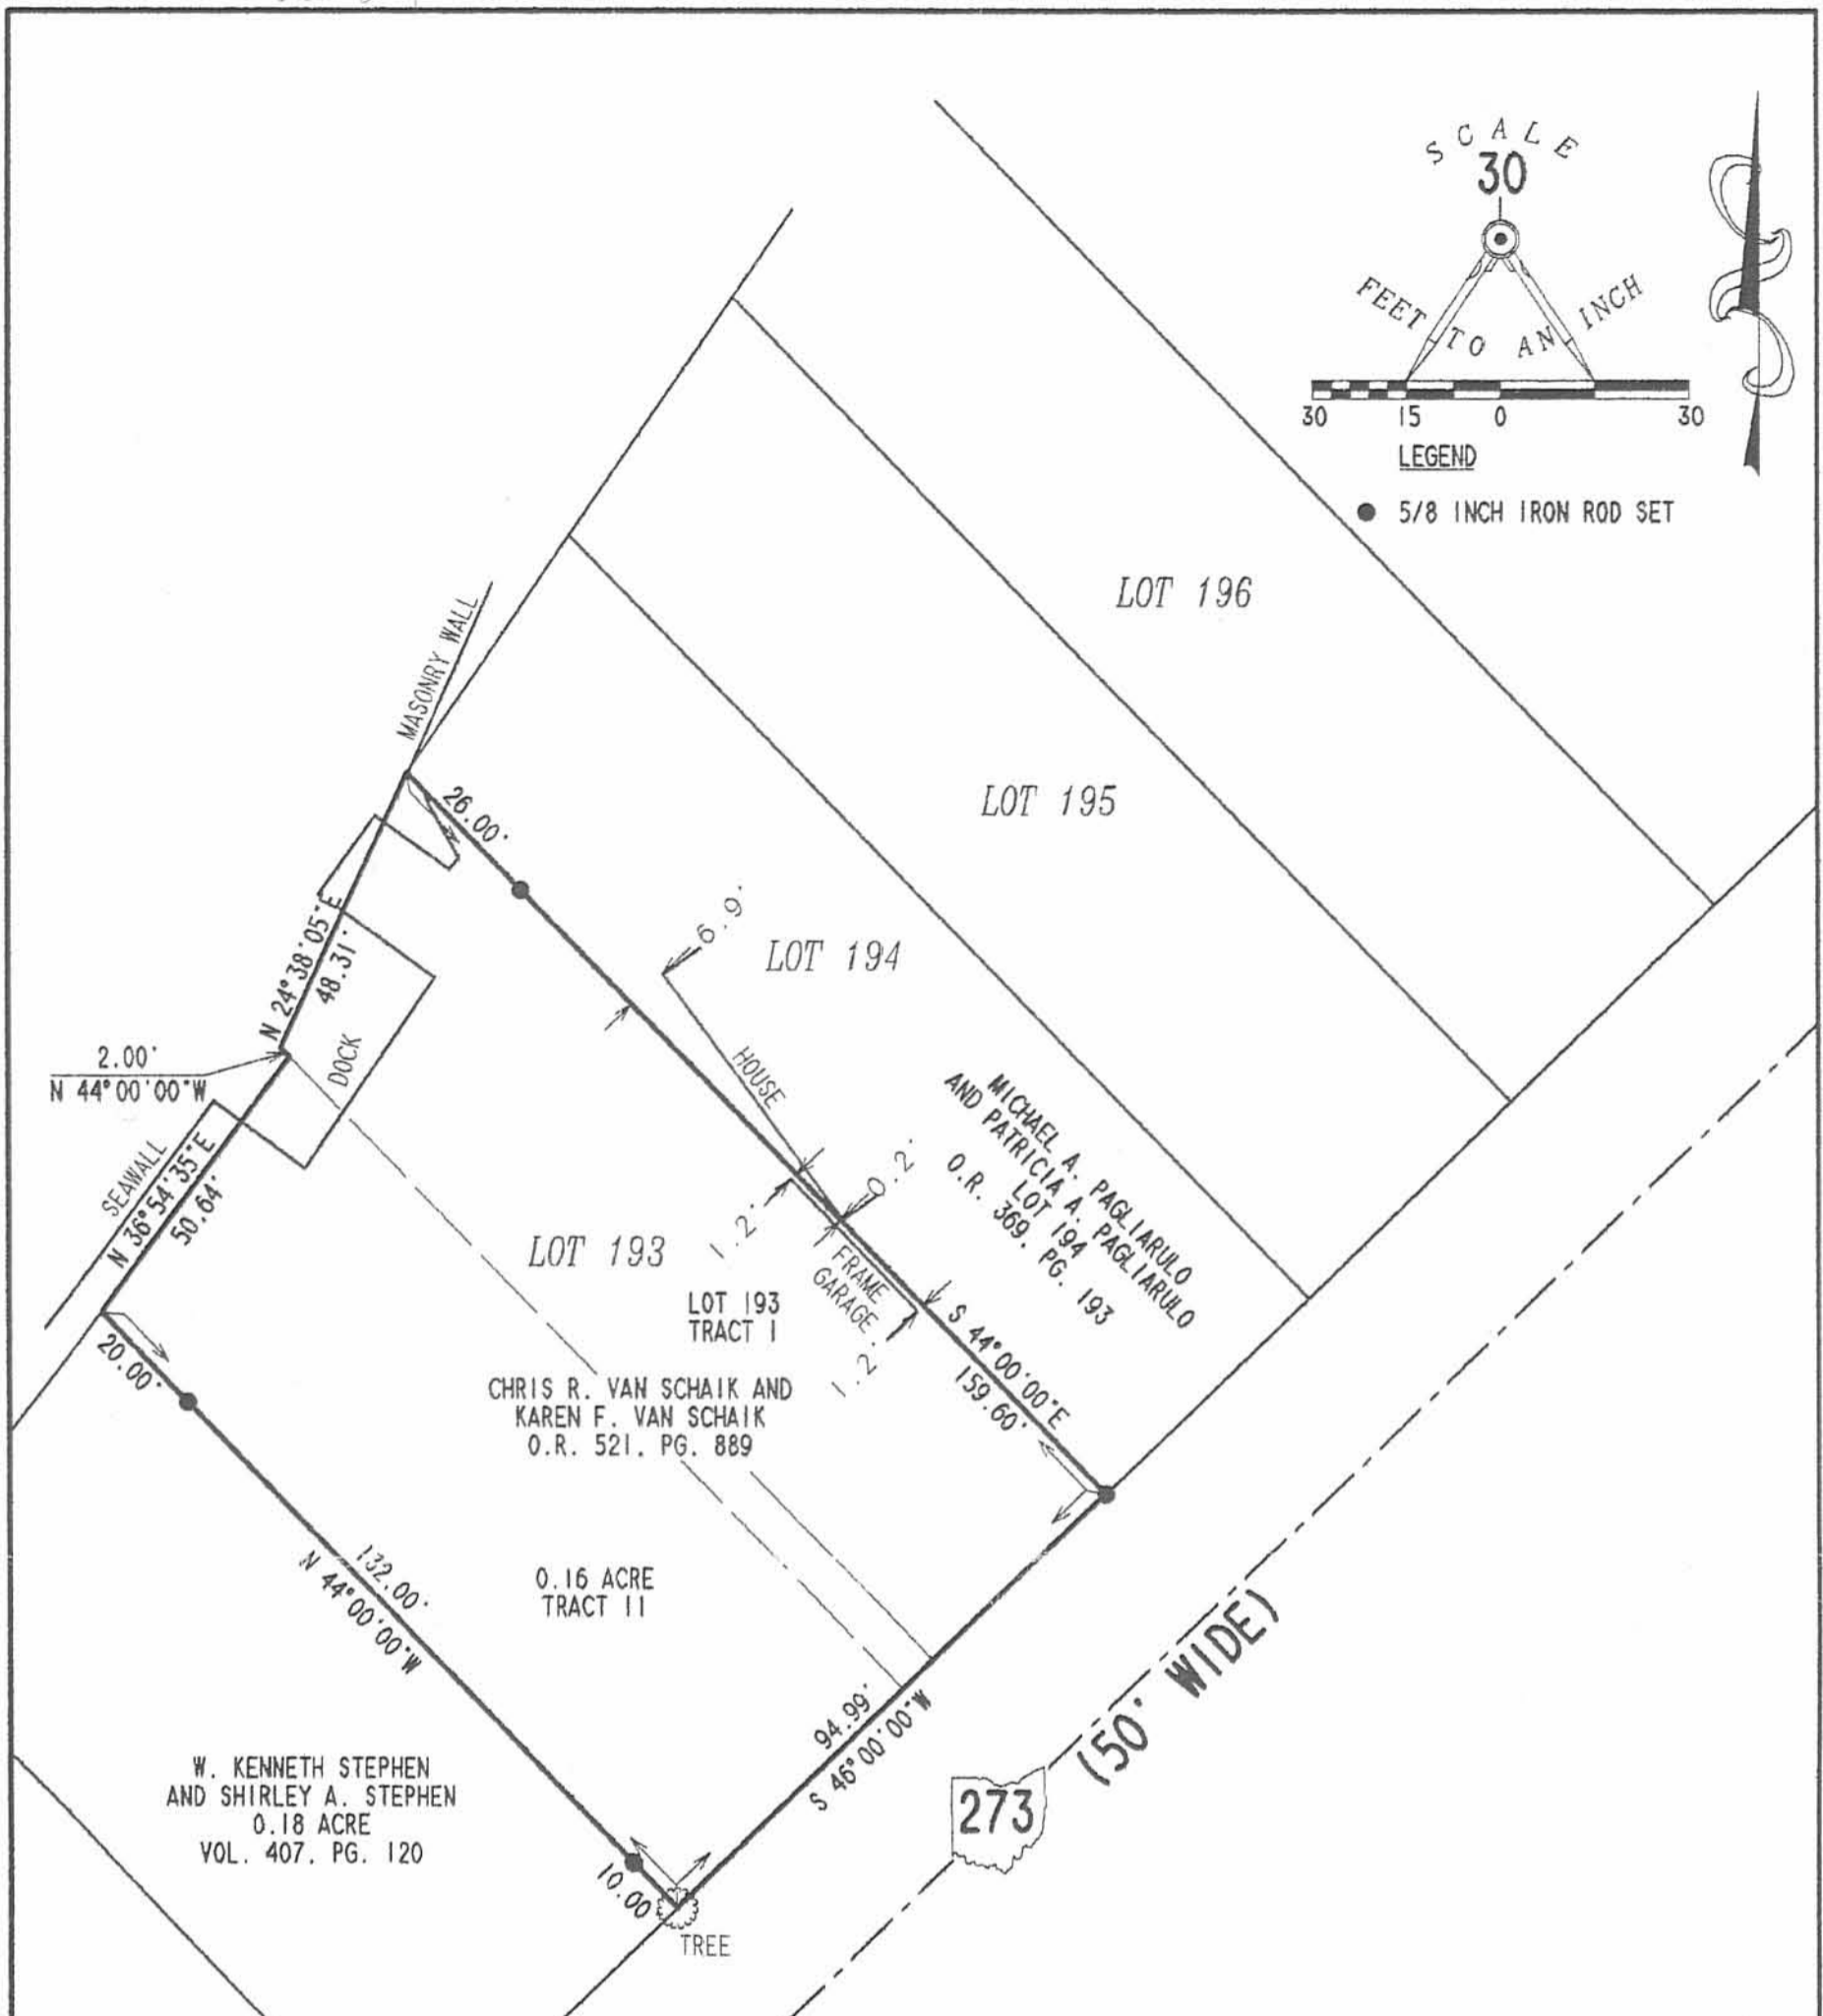 SCALE
30
FEET TO AN INCH
30 15 0 30
LEGEND
5/8 INCH IRON ROD SET
LOT 196
MASONRY WALL
LOT 195
26.00'
6.9'
LOT 194
N 24°38'05"E
48.31'
2.00'
N 44°00'00"W
DOCK
HOUSE
MICHAEL A. PAGLIARULO
AND PATRICIA A. PAGLIARULO
LOT 194
O.R. 369, PG. 193
SEAWALL
N 36°54'35"E
50.64'
0.2'
1.2'
LOT 193
FRAME
GARAGE
1.2'
LOT 193
TRACT I
S 44°00'00"E
159.60'
20.00'
CHRIS R. VAN SCHAIK AND
KAREN F. VAN SCHAIK
O.R. 521, PG. 889
132.00'
N 44°00'00"W
0.16 ACRE
TRACT II
94.99'
S 46°00'00"W
(50' WIDE)
273
W. KENNETH STEPHEN
AND SHIRLEY A. STEPHEN
0.18 ACRE
VOL. 407, PG. 120
10.00
TREE